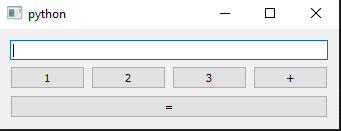 python
1 2 3 +
=